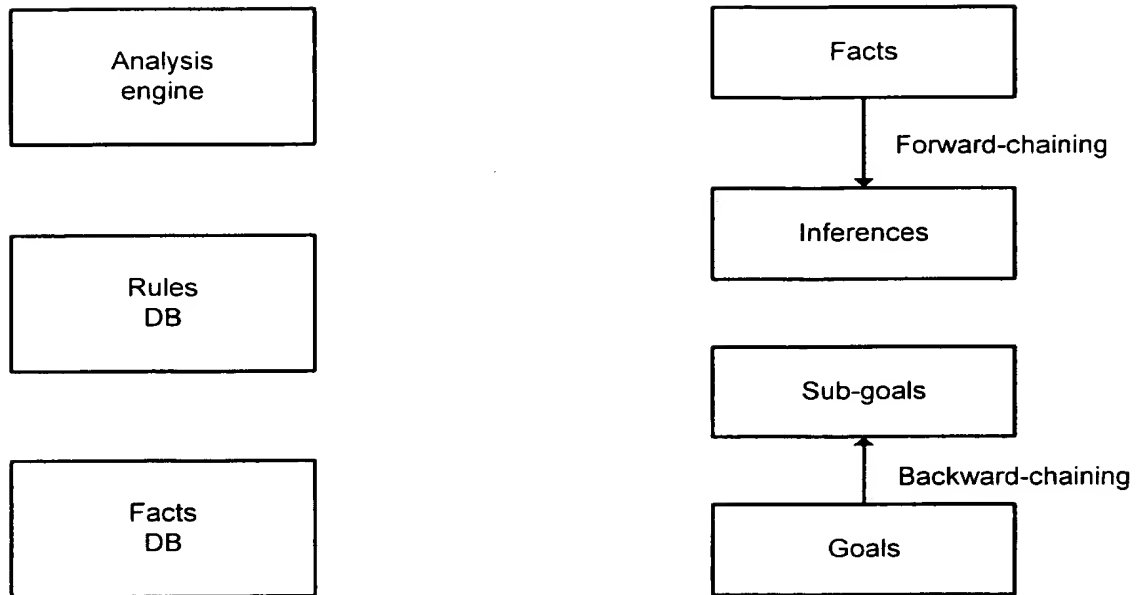 Analysis
engine
Rules
DB
Facts
DB
Facts
Forward-chaining
Inferences
Sub-goals
Backward-chaining
Goals